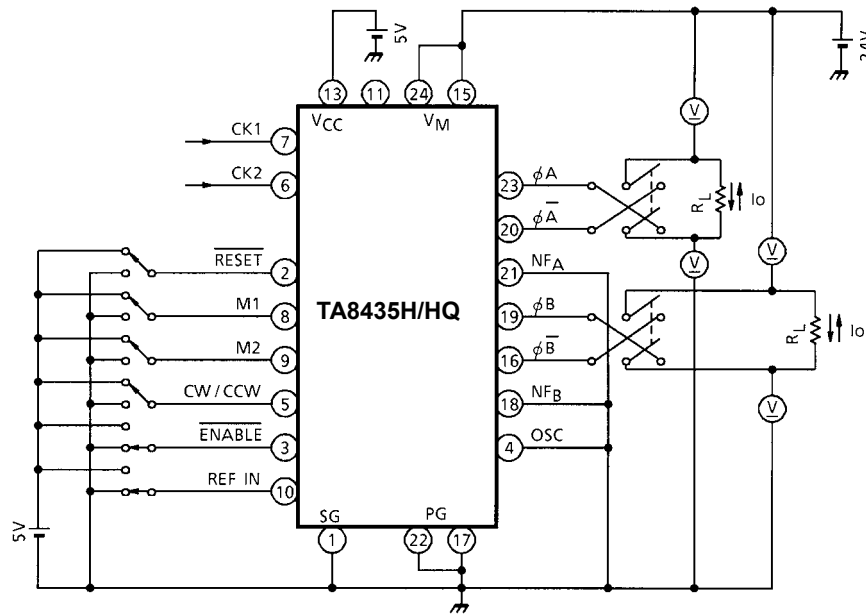 5V
24V
13
11
24
15
VCC
VM
CK1
7
CK2
6
23
φA
20
φA̅
V
RL
Io
RESET̅
2
21
NFA
V
V
M1
8
TA8435H/HQ
19
φB
M2
9
16
φB̅
RL
Io
CW / CCW
5
18
NFB
V
ENABLE̅
3
4
OSC
REF IN
10
5V
SG
PG
1
22
17